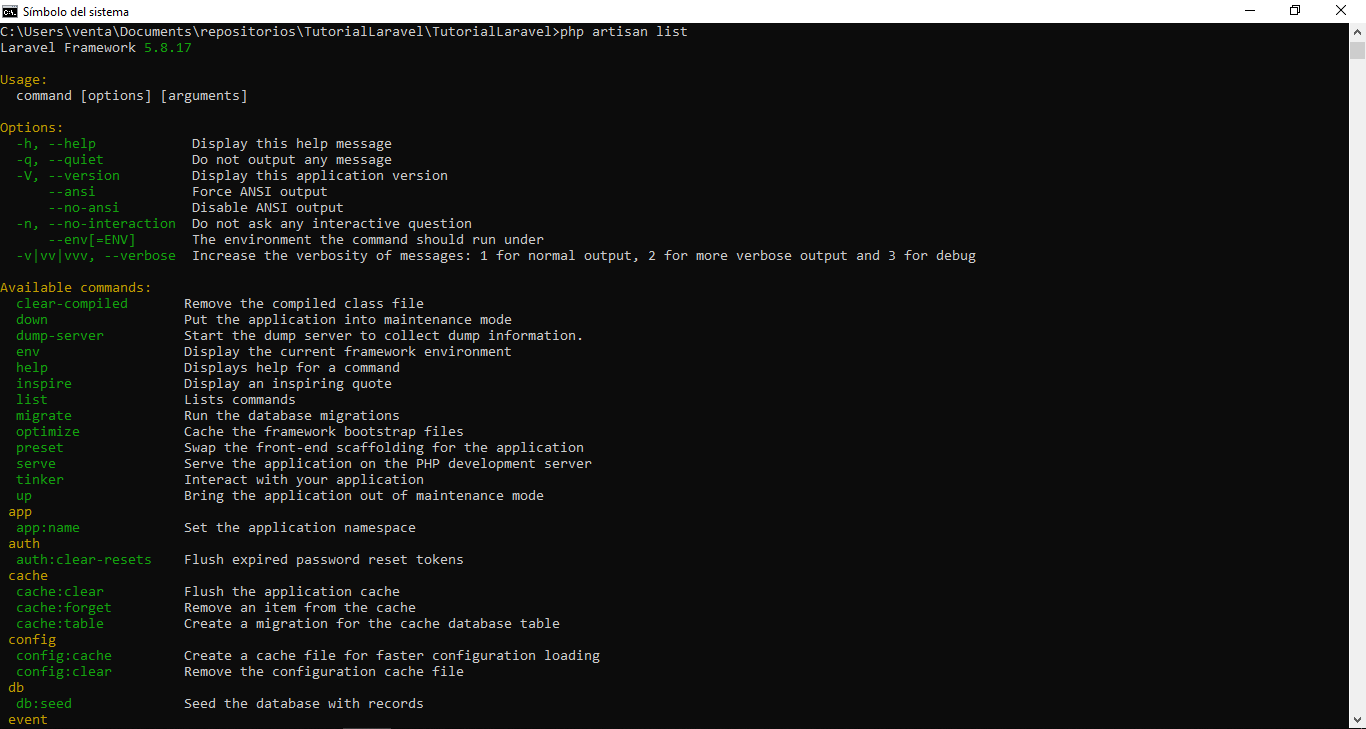 Símbolo del sistema
C:\Users\venta\Documents\repositorios\TutorialLaravel\TutorialLaravel>php artisan list
Laravel Framework 5.8.17
Usage:
command [options] [arguments]
Options:
-h, --help Display this help message
-q, --quiet Do not output any message
-V, --version Display this application version
--ansi Force ANSI output
--no-ansi Disable ANSI output
-n, --no-interaction Do not ask any interactive question
--env[=ENV] The environment the command should run under
-v|vv|vvv, --verbose Increase the verbosity of messages: 1 for normal output, 2 for more verbose output and 3 for debug
Available commands:
clear-compiled Remove the compiled class file
down Put the application into maintenance mode
dump-server Start the dump server to collect dump information.
env Display the current framework environment
help Displays help for a command
inspire Display an inspiring quote
list Lists commands
migrate Run the database migrations
optimize Cache the framework bootstrap files
preset Swap the front-end scaffolding for the application
serve Serve the application on the PHP development server
tinker Interact with your application
up Bring the application out of maintenance mode
app
app:name Set the application namespace
auth
auth:clear-resets Flush expired password reset tokens
cache
cache:clear Flush the application cache
cache:forget Remove an item from the cache
cache:table Create a migration for the cache database table
config
config:cache Create a cache file for faster configuration loading
config:clear Remove the configuration cache file
db
db:seed Seed the database with records
event